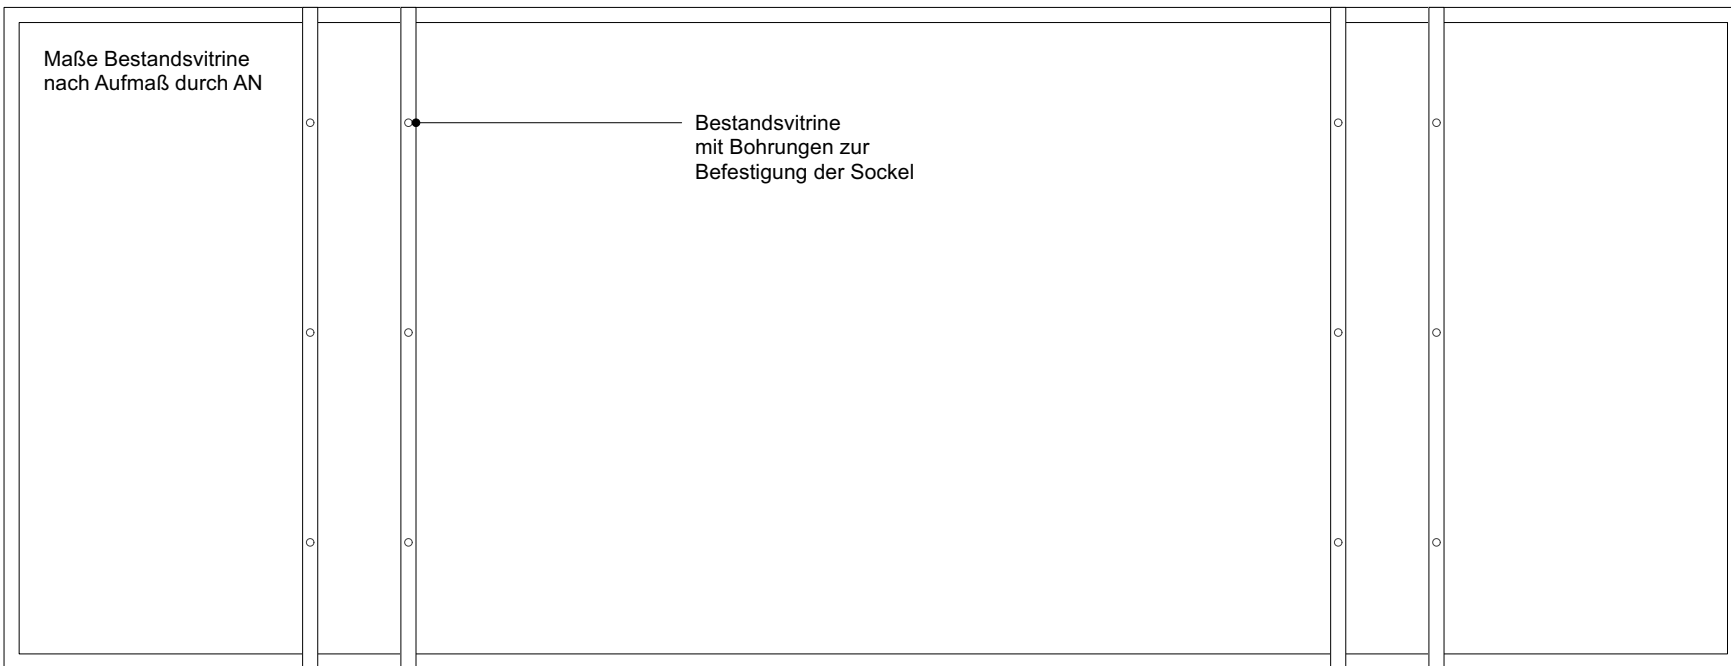 Maße Bestandsvitrine
nach Aufmaß durch AN
Bestandsvitrine
mit Bohrungen zur
Befestigung der Sockel